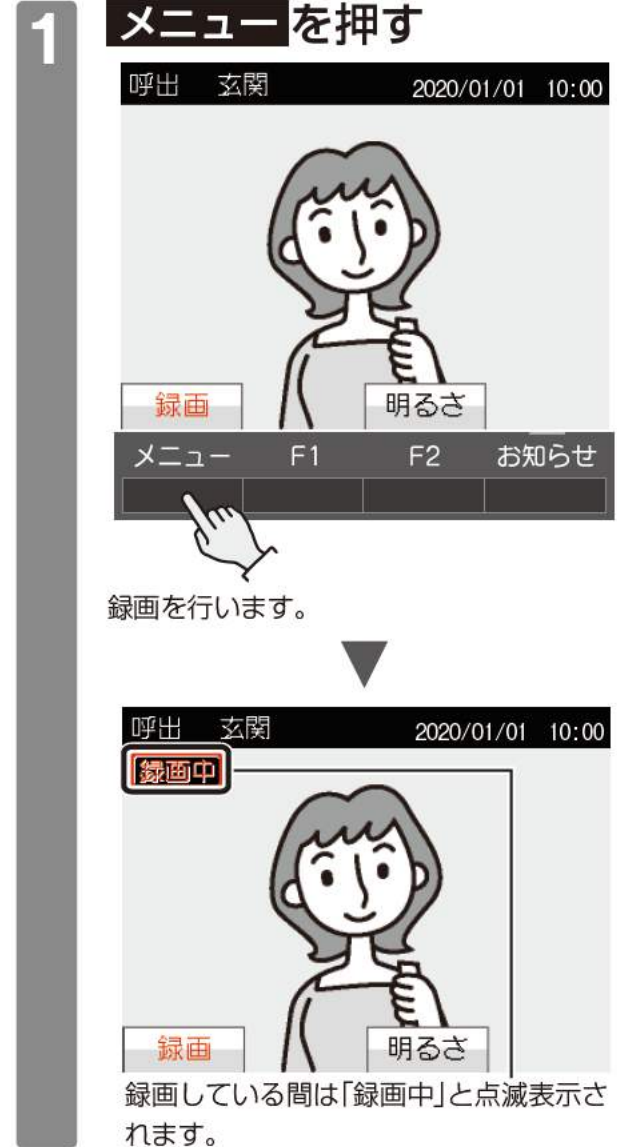 1
メニューを押す
呼出 玄関 2020/01/01 10:00
録画 明るさ
メニュー F1 F2 お知らせ
録画を行います。
呼出 玄関 2020/01/01 10:00
録画中
録画 明るさ
録画している間は「録画中」と点滅表示さ
れます。